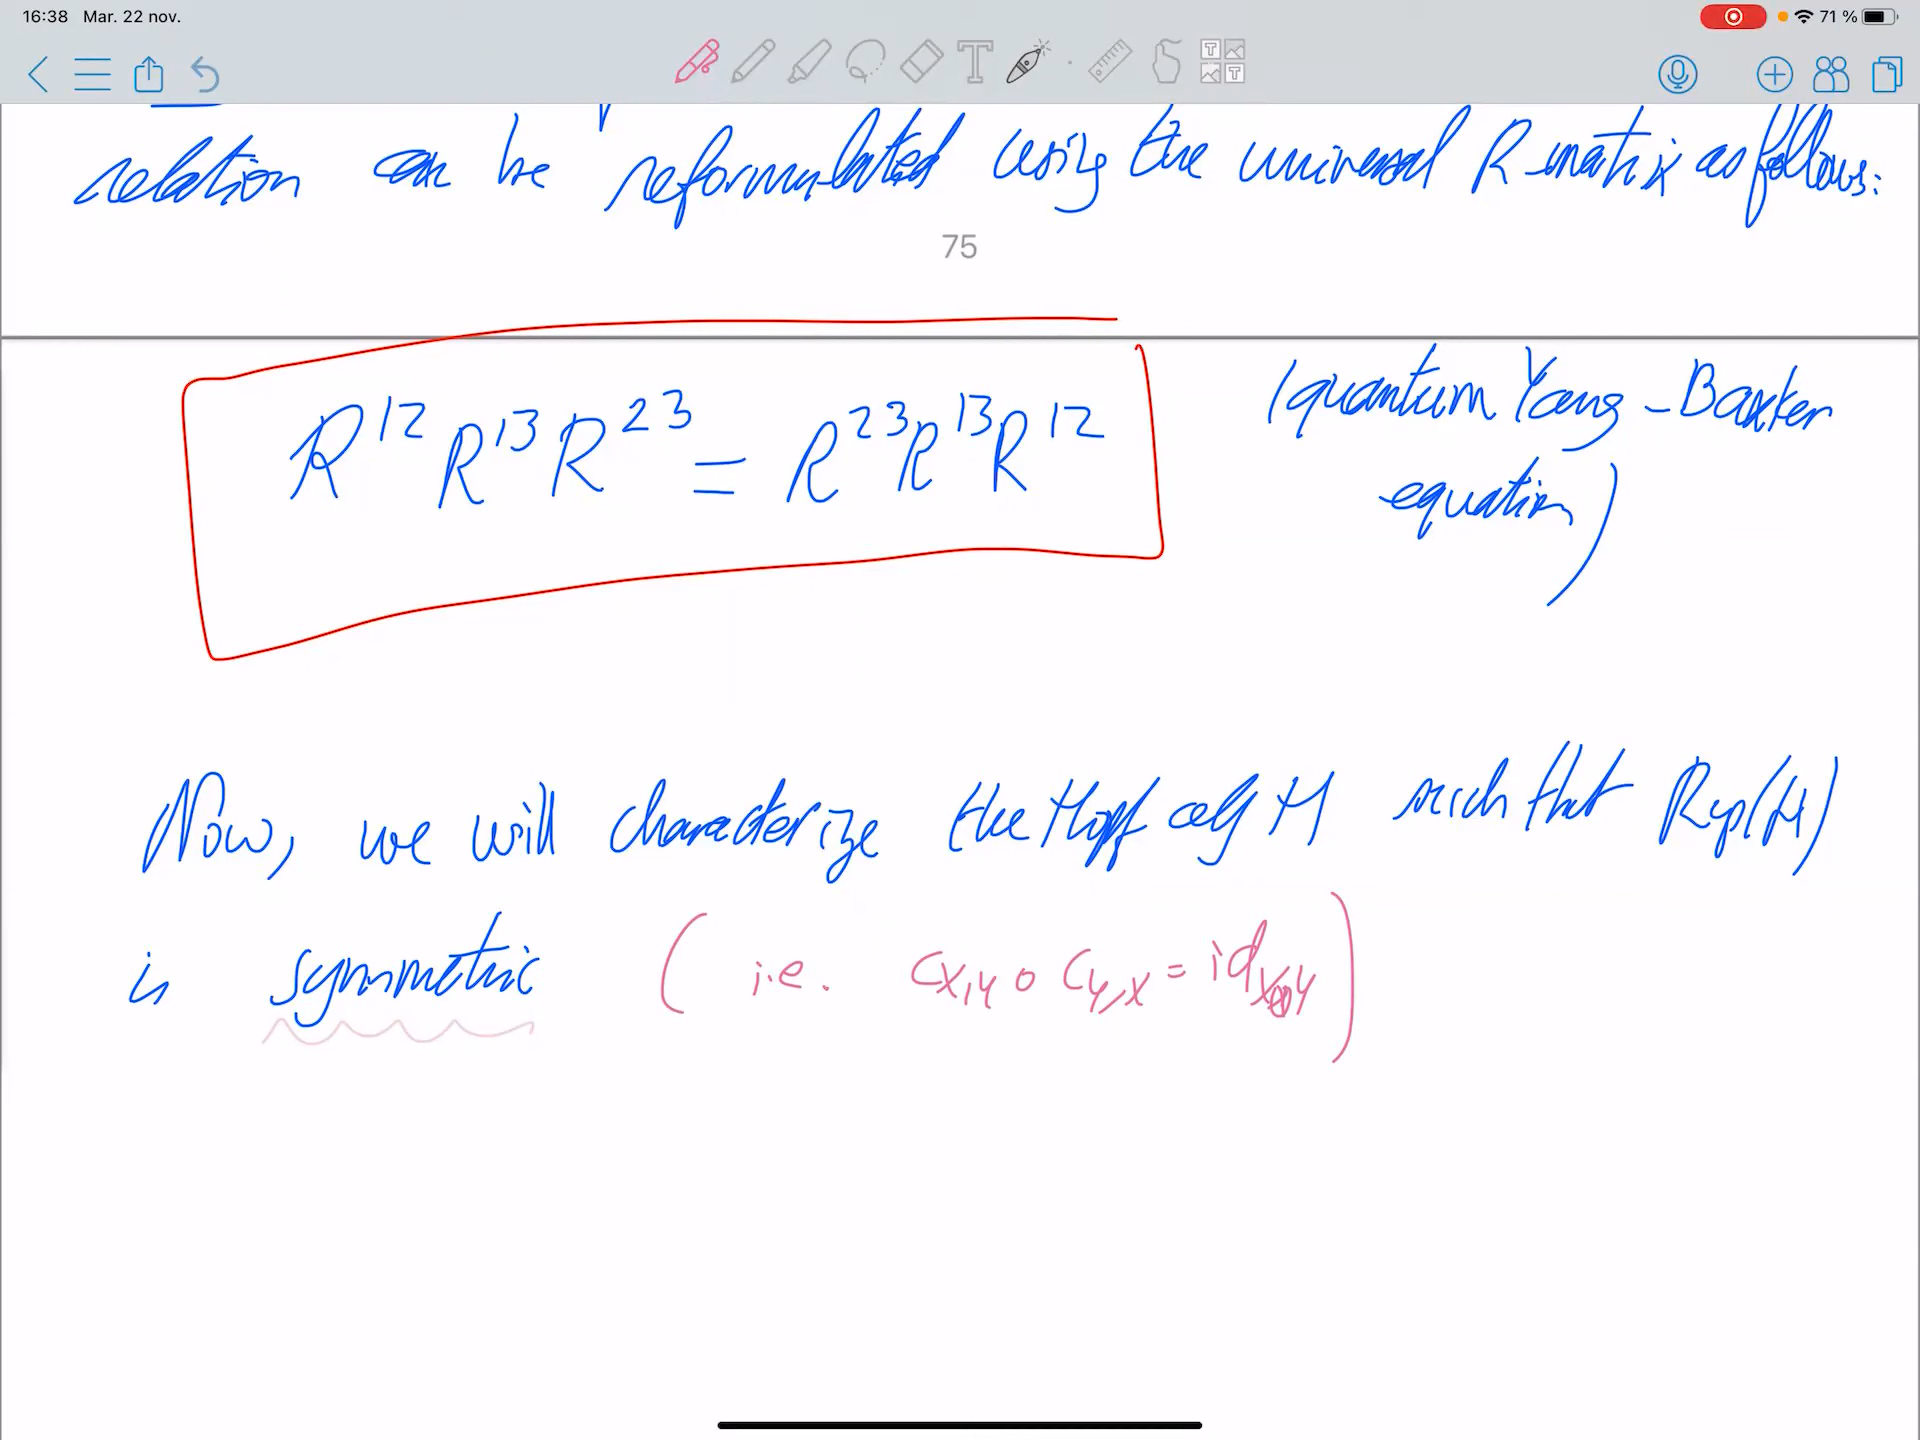 16:38 Mar. 22 nov.
71 %
relation can be reformulated using the universal R-matrix as follows:
75
R^{12} R^{13} R^{23} = R^{23} R^{13} R^{12} (quantum Yang-Baxter
equation)
Now, we will characterize the Hopf alg H such that Rep(H)
is symmetric (i.e. c_{X,Y} ∘ c_{Y,X} = id_{X⊗Y})